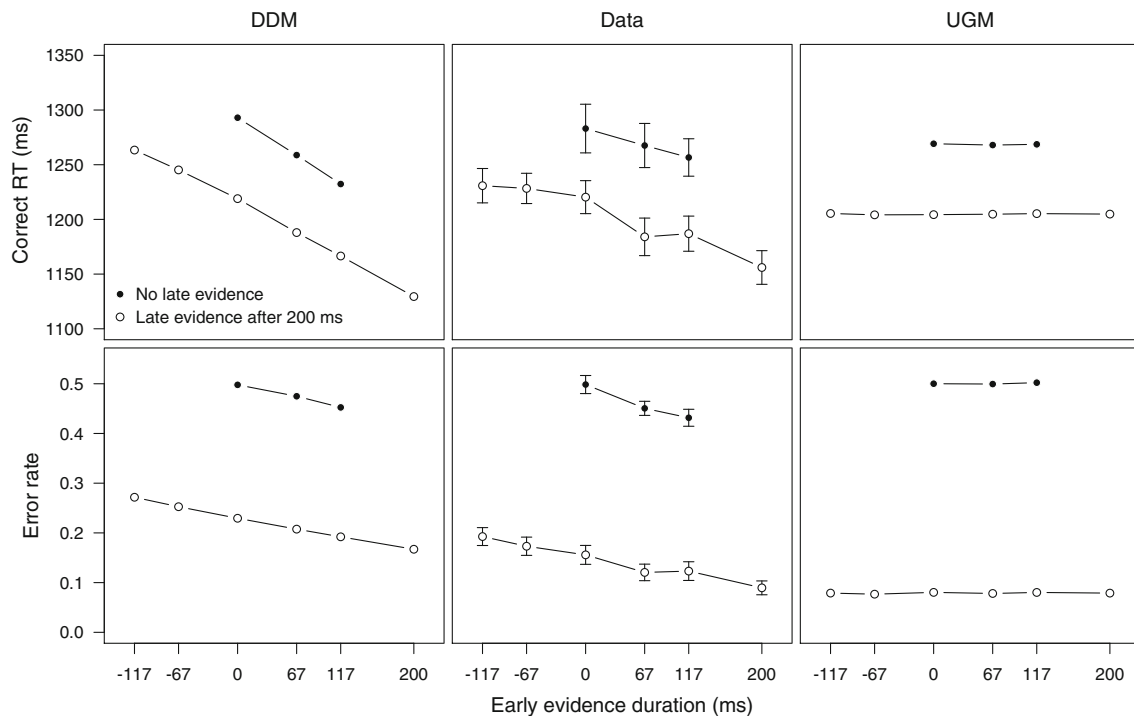 DDM Data UGM
1350
1300
1250
1200
1150
1100
Correct RT (ms)
No late evidence
Late evidence after 200 ms
0.5
0.4
0.3
0.2
0.1
0.0
Error rate
-117 -67 0 67 117 200 -117 -67 0 67 117 200 -117 -67 0 67 117 200
Early evidence duration (ms)